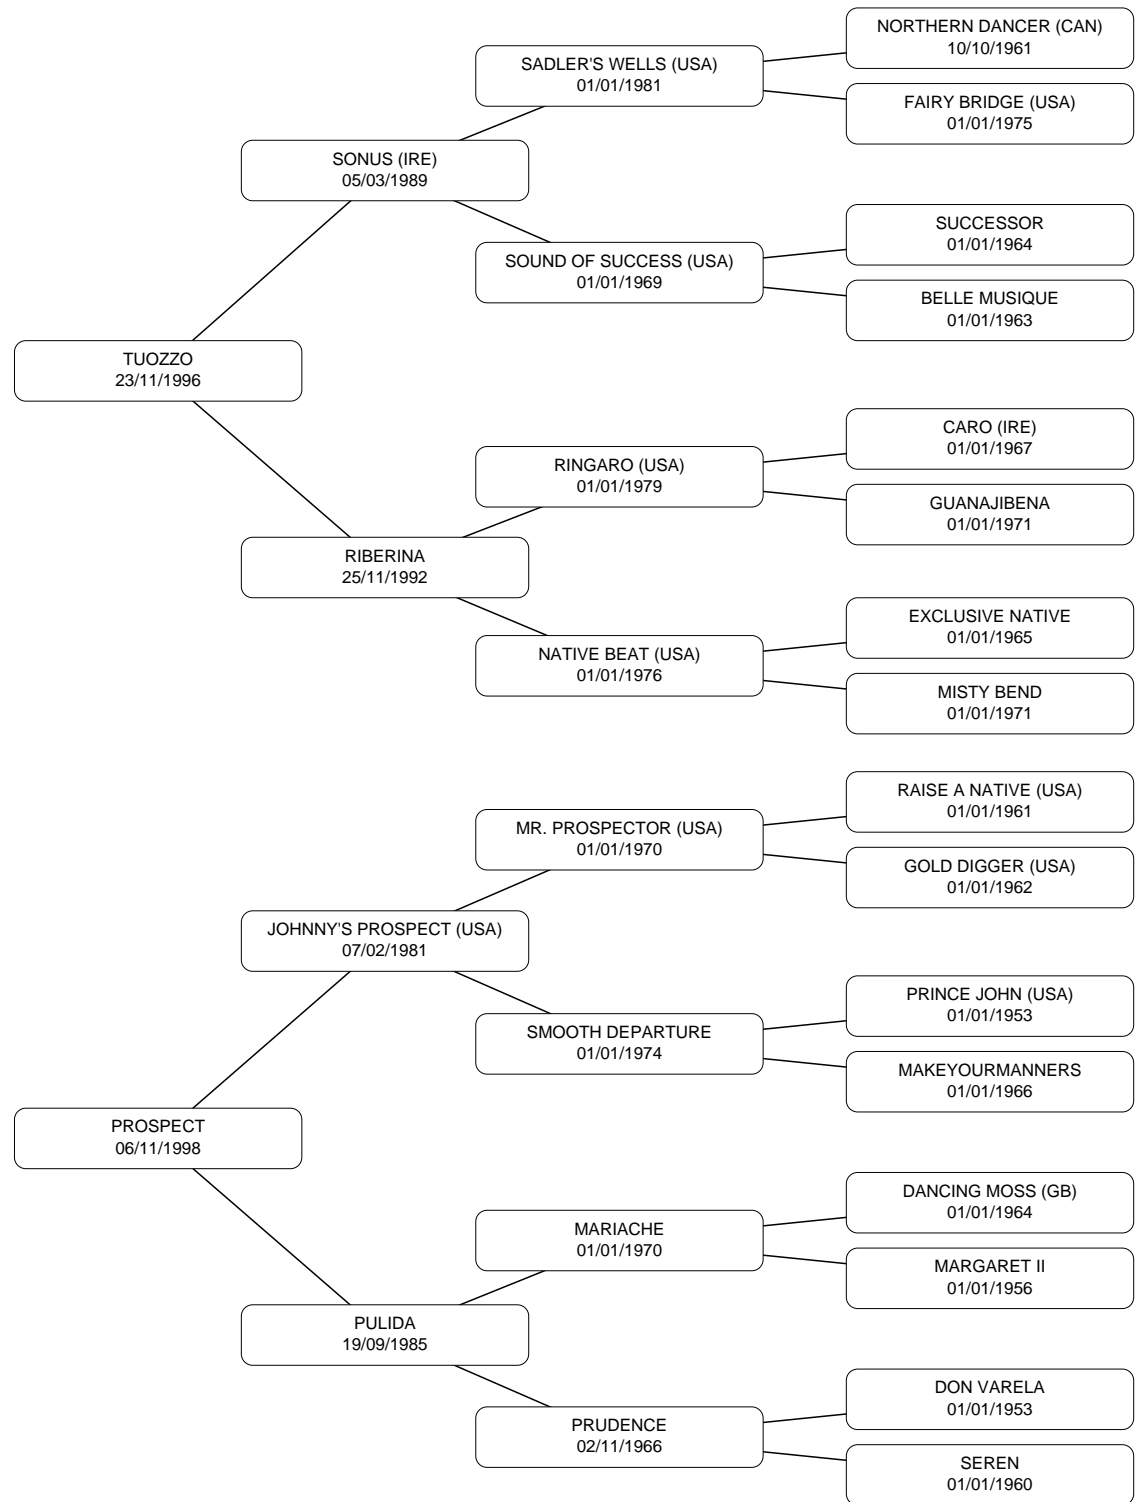 NORTHERN DANCER (CAN)
10/10/1961
SADLER'S WELLS (USA)
01/01/1981
FAIRY BRIDGE (USA)
01/01/1975
SONUS (IRE)
05/03/1989
SUCCESSOR
01/01/1964
SOUND OF SUCCESS (USA)
01/01/1969
BELLE MUSIQUE
01/01/1963
TUOZZO
23/11/1996
CARO (IRE)
01/01/1967
RINGARO (USA)
01/01/1979
GUANAJIBENA
01/01/1971
RIBERINA
25/11/1992
EXCLUSIVE NATIVE
01/01/1965
NATIVE BEAT (USA)
01/01/1976
MISTY BEND
01/01/1971
RAISE A NATIVE (USA)
01/01/1961
MR. PROSPECTOR (USA)
01/01/1970
GOLD DIGGER (USA)
01/01/1962
JOHNNY'S PROSPECT (USA)
07/02/1981
PRINCE JOHN (USA)
01/01/1953
SMOOTH DEPARTURE
01/01/1974
MAKEYOURMANNERS
01/01/1966
PROSPECT
06/11/1998
DANCING MOSS (GB)
01/01/1964
MARIACHE
01/01/1970
MARGARET II
01/01/1956
PULIDA
19/09/1985
DON VARELA
01/01/1953
PRUDENCE
02/11/1966
SEREN
01/01/1960